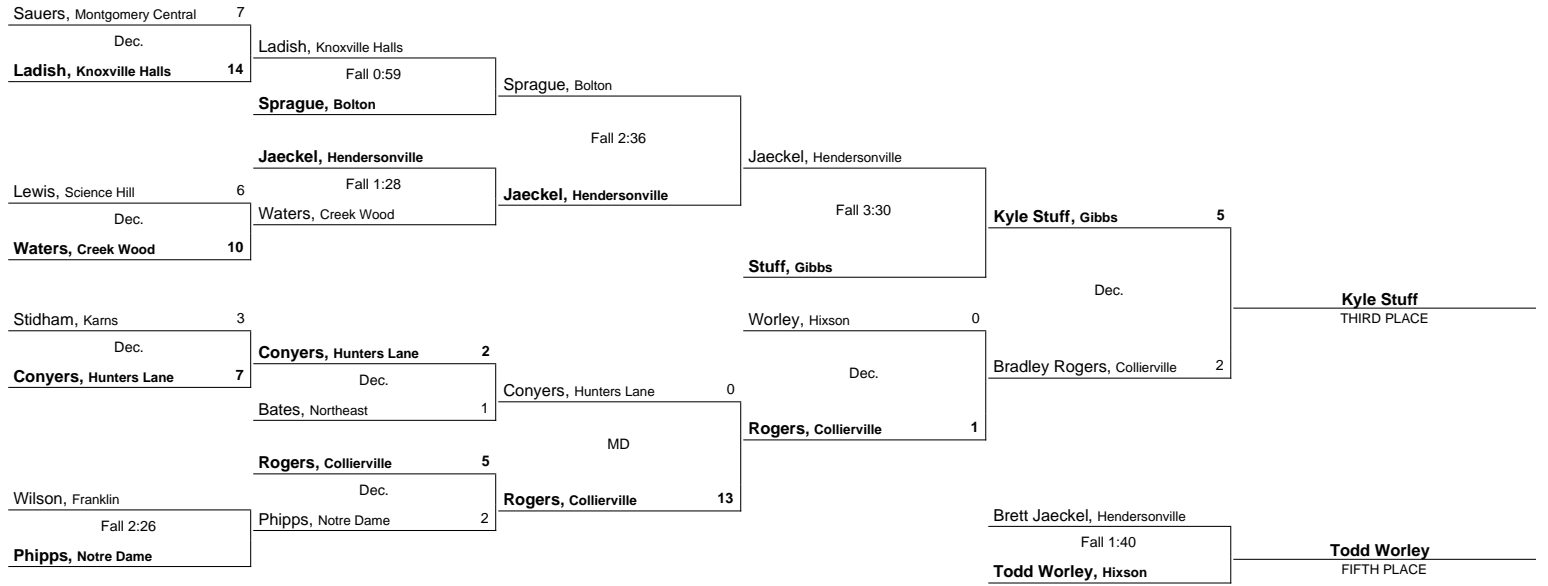 Sauers, Montgomery Central 7
Dec.
Ladish, Knoxville Halls 14
Lewis, Science Hill 6
Dec.
Waters, Creek Wood 10
Stidham, Karns 3
Dec.
Conyers, Hunters Lane 7
Wilson, Franklin
Fall 2:26
Phipps, Notre Dame
Ladish, Knoxville Halls
Fall 0:59
Sprague, Bolton
Jaeckel, Hendersonville
Fall 1:28
Waters, Creek Wood
Conyers, Hunters Lane 2
Dec.
Bates, Northeast 1
Rogers, Collierville 5
Dec.
Phipps, Notre Dame 2
Sprague, Bolton
Fall 2:36
Jaeckel, Hendersonville
Conyers, Hunters Lane 0
MD
Rogers, Collierville 13
Jaeckel, Hendersonville
Fall 3:30
Stuff, Gibbs
Worley, Hixson 0
Dec.
Rogers, Collierville 1
Kyle Stuff, Gibbs 5
Dec.
Bradley Rogers, Collierville 2
Kyle Stuff
THIRD PLACE
Brett Jaeckel, Hendersonville
Fall 1:40
Todd Worley, Hixson
Todd Worley
FIFTH PLACE